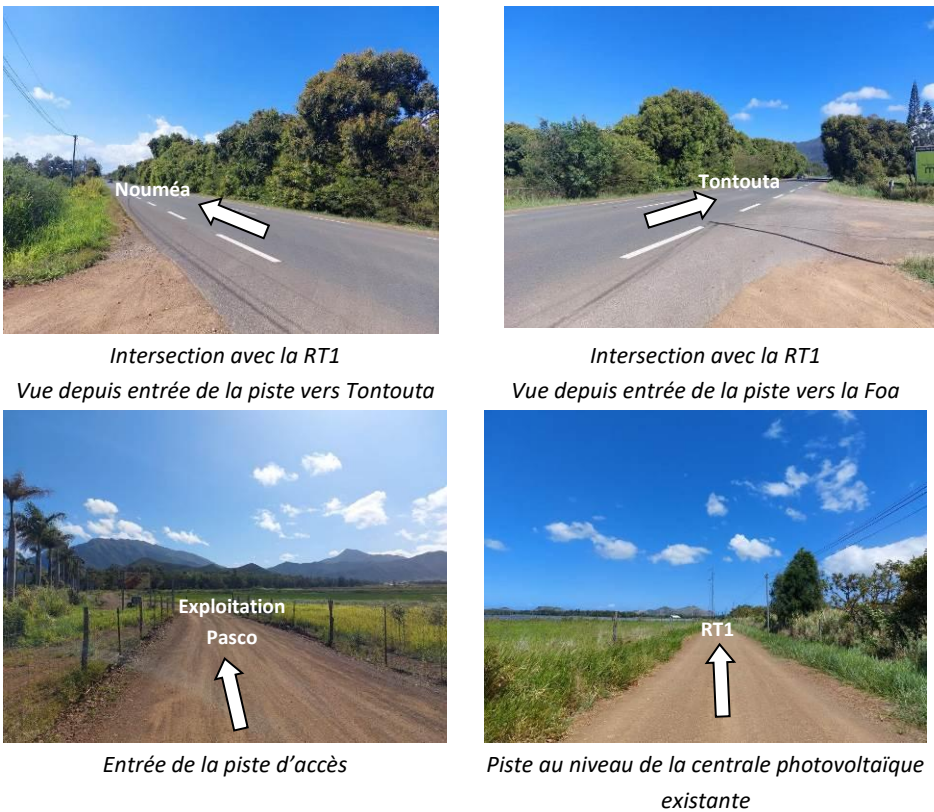 Nouméa
Tontouta
Intersection avec la RT1
Vue depuis entrée de la piste vers Tontouta
Intersection avec la RT1
Vue depuis entrée de la piste vers la Foa
Exploitation
Pasco
RT1
Entrée de la piste d’accès
Piste au niveau de la centrale photovoltaïque
existante